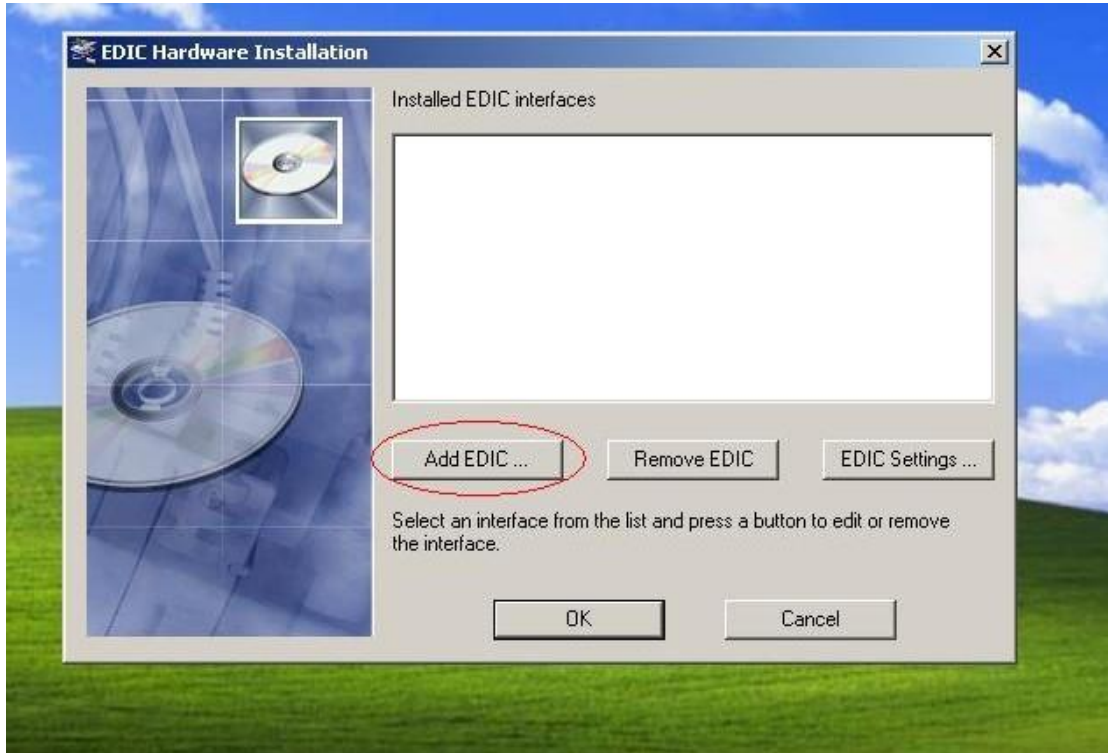 EDIC Hardware Installation
Installed EDIC interfaces
Add EDIC ...
Remove EDIC
EDIC Settings ...
Select an interface from the list and press a button to edit or remove
the interface.
OK
Cancel